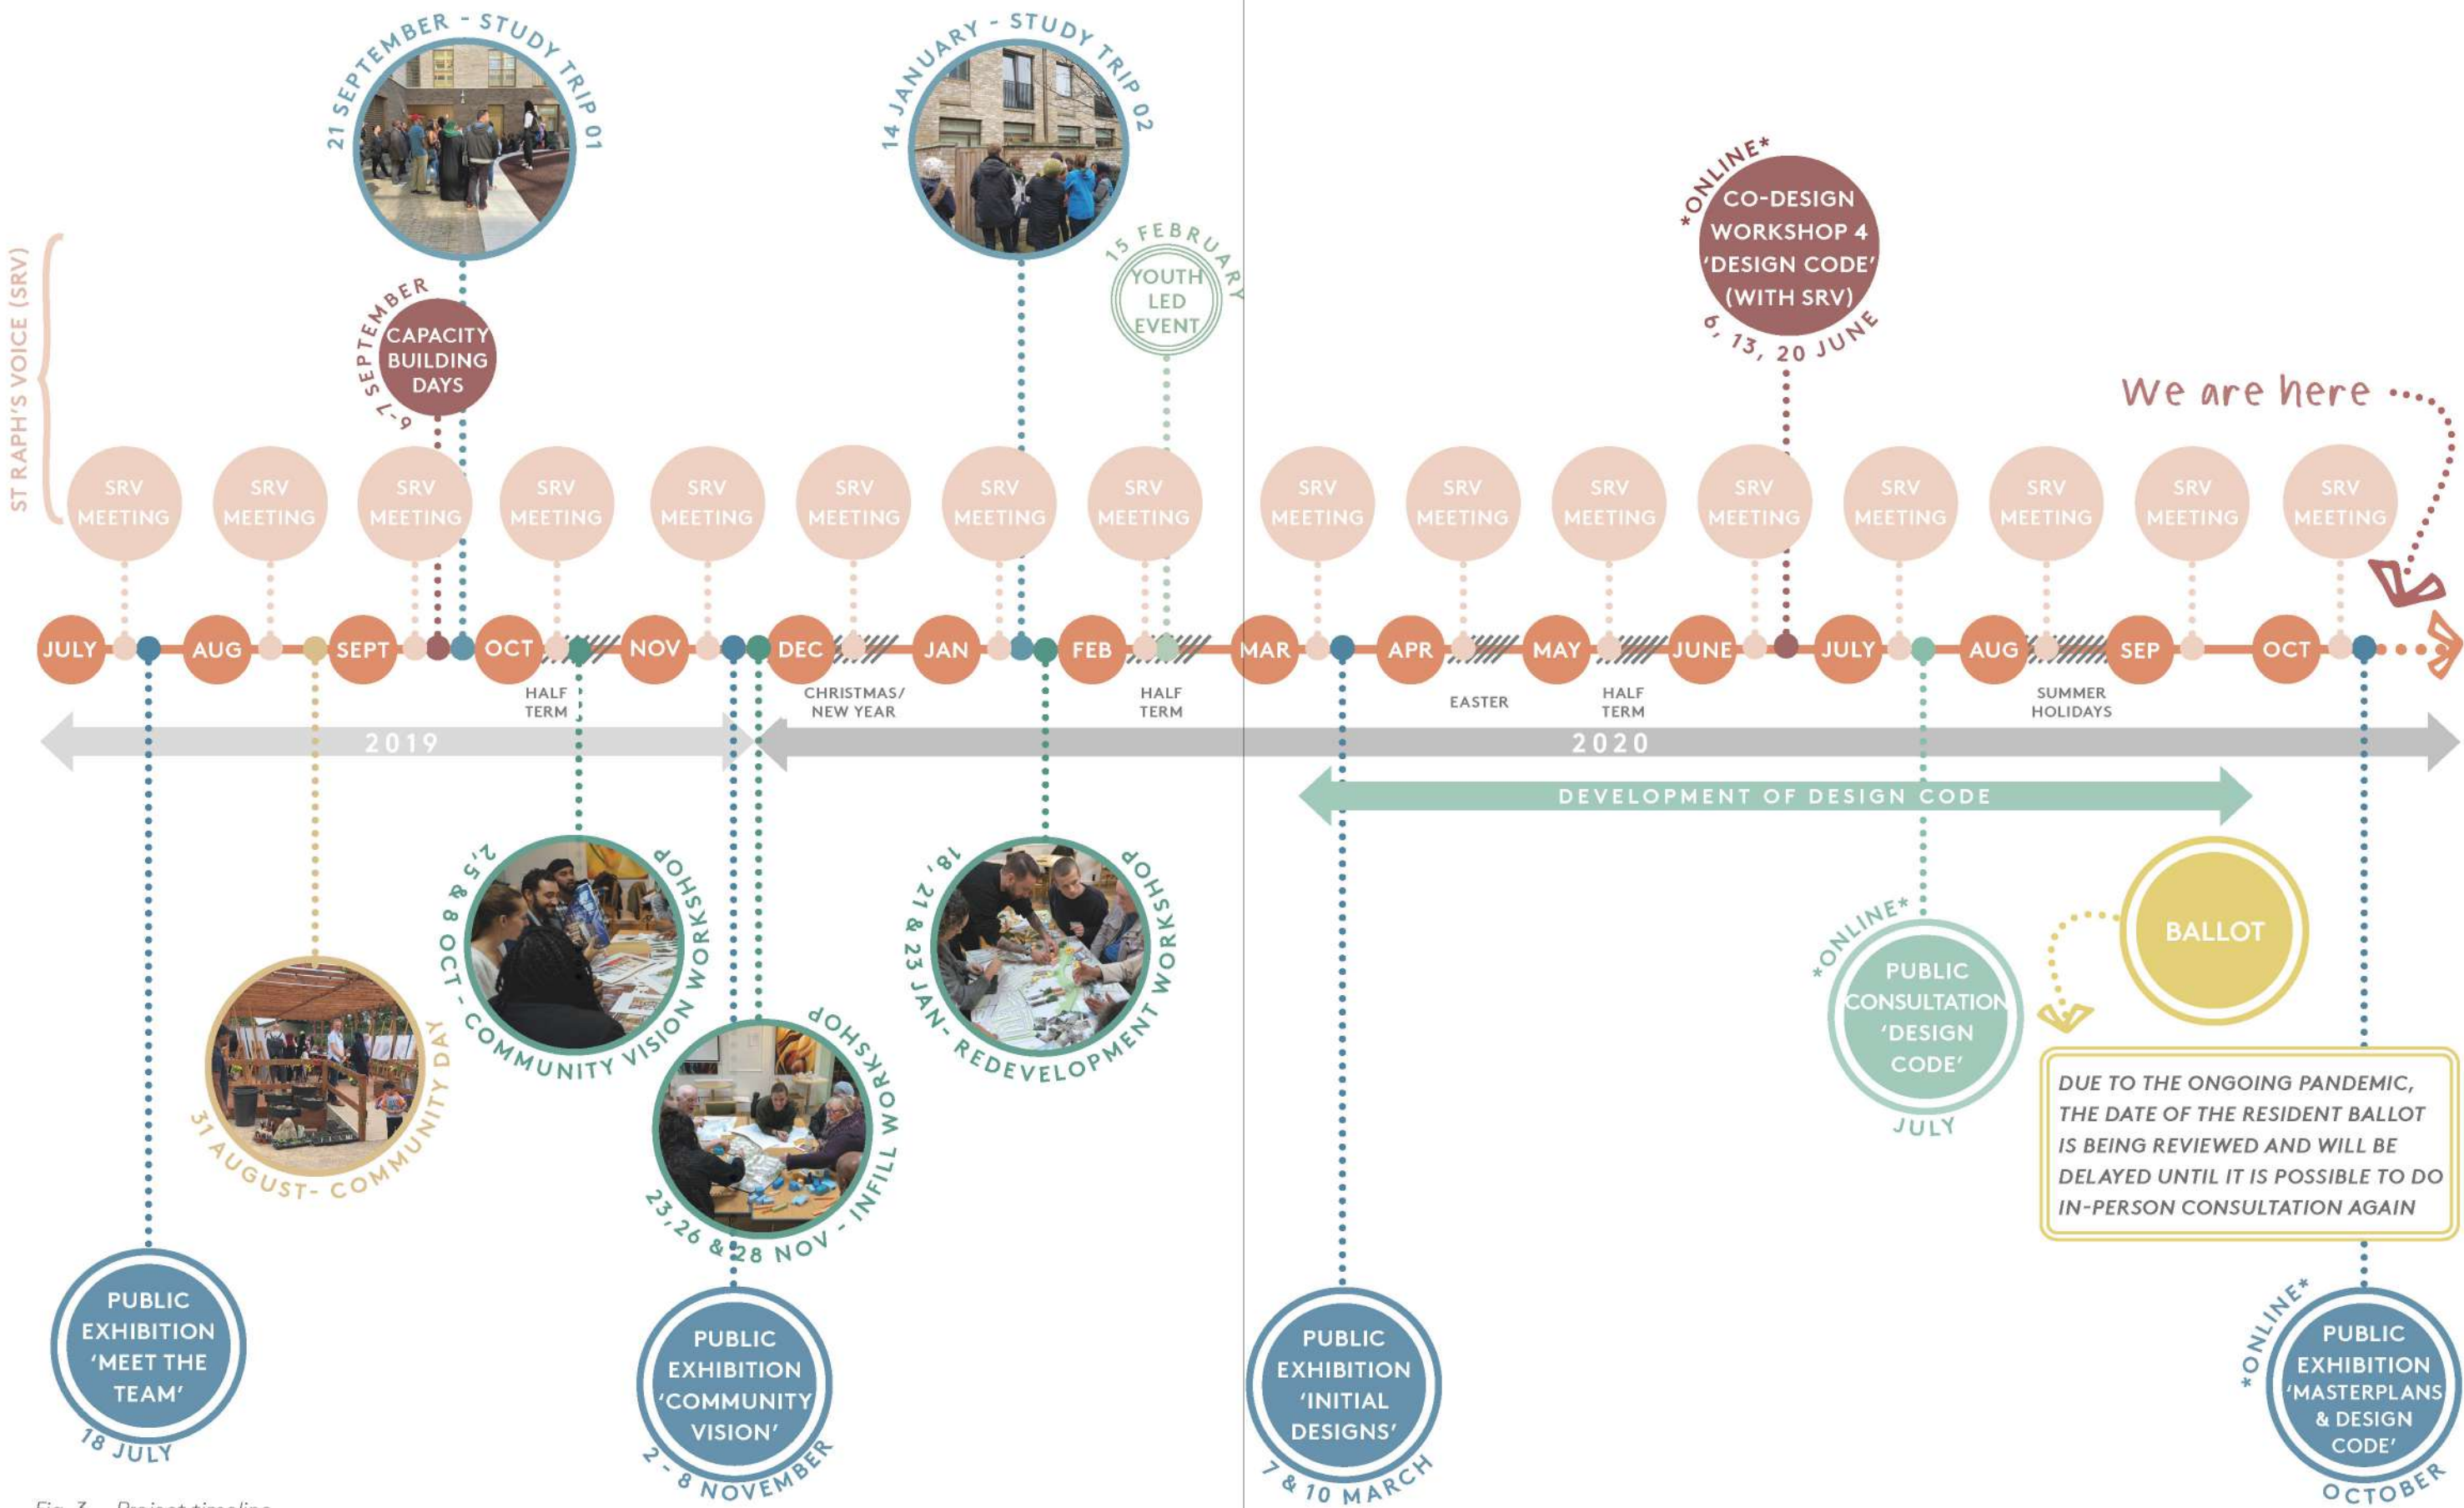 21 SEPTEMBER - STUDY TRIP 01
14 JANUARY - STUDY TRIP 02
*ONLINE*
CO-DESIGN
WORKSHOP 4
'DESIGN CODE'
(WITH SRV)
6, 13, 20 JUNE
15 FEBRUARY
YOUTH
LED
EVENT
6-7 SEPTEMBER
CAPACITY
BUILDING
DAYS
We are here
ST RAPH'S VOICE (SRV)
SRV
MEETING
SRV
MEETING
SRV
MEETING
SRV
MEETING
SRV
MEETING
SRV
MEETING
SRV
MEETING
SRV
MEETING
SRV
MEETING
SRV
MEETING
SRV
MEETING
SRV
MEETING
SRV
MEETING
SRV
MEETING
SRV
MEETING
SRV
MEETING
JULY
AUG
SEPT
OCT
NOV
DEC
JAN
FEB
MAR
APR
MAY
JUNE
JULY
AUG
SEP
OCT
HALF
TERM
CHRISTMAS/
NEW YEAR
HALF
TERM
EASTER
HALF
TERM
SUMMER
HOLIDAYS
2019
2020
DEVELOPMENT OF DESIGN CODE
2,5 & 8 OCT - COMMUNITY VISION WORKSHOP
18, 21 & 23 JAN- REDEVELOPMENT WORKSHOP
31 AUGUST- COMMUNITY DAY
23,26 & 28 NOV - INFILL WORKSHOP
*ONLINE*
PUBLIC
CONSULTATION
'DESIGN
CODE'
JULY
BALLOT
DUE TO THE ONGOING PANDEMIC,
THE DATE OF THE RESIDENT BALLOT
IS BEING REVIEWED AND WILL BE
DELAYED UNTIL IT IS POSSIBLE TO DO
IN-PERSON CONSULTATION AGAIN
PUBLIC
EXHIBITION
'MEET THE
TEAM'
18 JULY
PUBLIC
EXHIBITION
'COMMUNITY
VISION'
2 - 8 NOVEMBER
PUBLIC
EXHIBITION
'INITIAL
DESIGNS'
7 & 10 MARCH
*ONLINE*
PUBLIC
EXHIBITION
'MASTERPLANS
& DESIGN
CODE'
OCTOBER
Fig. 3 Project timeline